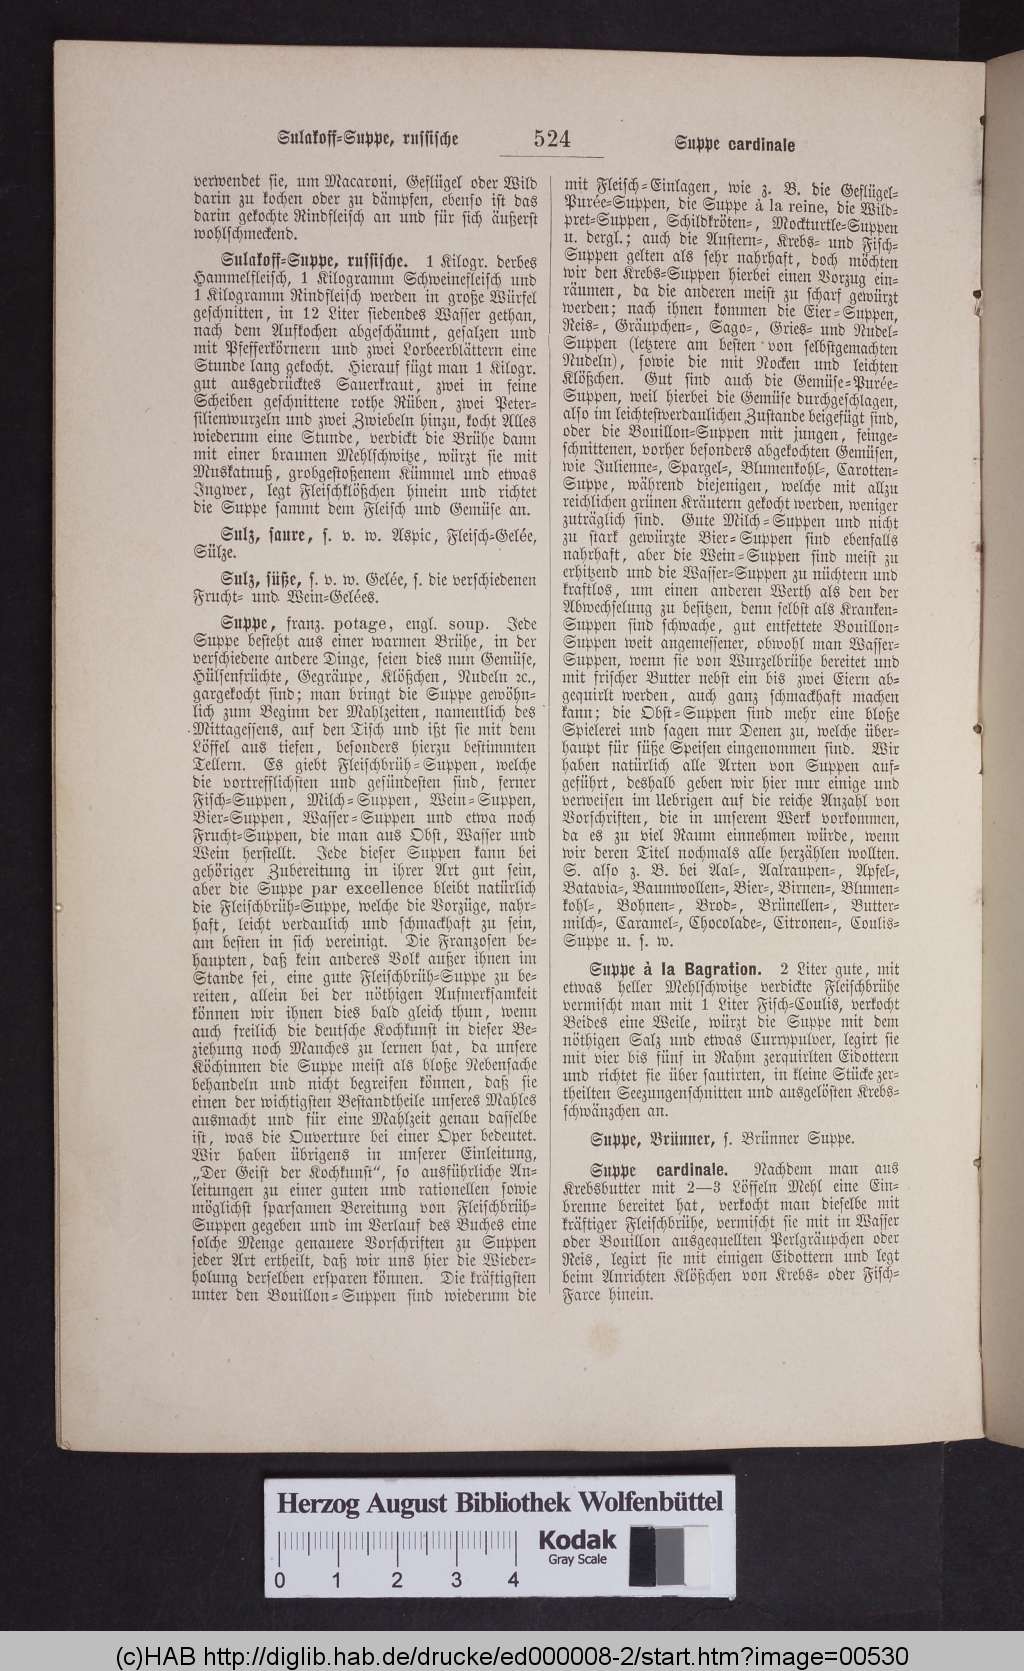 Sulakoff-Suppe, russische
524
Suppe cardinale
verwendet sie, um Macaroni, Geflügel oder Wild
darin zu kochen oder zu dämpfen, ebenso ist das
darin gekochte Rindfleisch an und für sich äußerst
wohlschmeckend.
Sulakoff-Suppe, russische. 1 Kilogr. derbes
Hammelfleisch, 1 Kilogramm Schweinefleisch und
1 Kilogramm Rindfleisch werden in große Würfel
geschnitten, in 12 Liter siedendes Wasser gethan,
nach dem Aufkochen abgeschäumt, gesalzen und
mit Pfefferkörnern und zwei Lorbeerblättern eine
Stunde lang gekocht. Hierauf fügt man 1 Kilogr.
gut ausgedrücktes Sauerkraut, zwei in feine
Scheiben geschnittene rothe Rüben, zwei Peter-
silienwurzeln und zwei Zwiebeln hinzu, kocht Alles
wiederum eine Stunde, verdickt die Brühe dann
mit einer braunen Mehlschwitze, würzt sie mit
Muskatnuß, grobgestoßenem Kümmel und etwas
Ingwer, legt Fleischklößchen hinein und richtet
die Suppe sammt dem Fleisch und Gemüse an.
Sulz, saure, s. v. w. Aspic, Fleisch-Gelée,
Sülze.
Sulz, süße, s. v. w. Gelée, s. die verschiedenen
Frucht- und Wein-Gelées.
Suppe, franz. potage, engl. soup. Jede
Suppe besteht aus einer warmen Brühe, in der
verschiedene andere Dinge, seien dies nun Gemüse,
Hülsenfrüchte, Gegräupe, Klößchen, Nudeln ꝛc.,
gargekocht sind; man bringt die Suppe gewöhn-
lich zum Beginn der Mahlzeiten, namentlich des
Mittagessens, auf den Tisch und ißt sie mit dem
Löffel aus tiefen, besonders hierzu bestimmten
Tellern. Es giebt Fleischbrüh-Suppen, welche
die vortrefflichsten und gesündesten sind, ferner
Fisch-Suppen, Milch-Suppen, Wein-Suppen,
Bier-Suppen, Wasser-Suppen und etwa noch
Frucht-Suppen, die man aus Obst, Wasser und
Wein herstellt. Jede dieser Suppen kann bei
gehöriger Zubereitung in ihrer Art gut sein,
aber die Suppe par excellence bleibt natürlich
die Fleischbrüh-Suppe, welche die Vorzüge, nahr-
haft, leicht verdaulich und schmackhaft zu sein,
am besten in sich vereinigt. Die Franzosen be-
haupten, daß kein anderes Volk außer ihnen im
Stande sei, eine gute Fleischbrüh-Suppe zu be-
reiten, allein bei der nöthigen Aufmerksamkeit
können wir ihnen dies bald gleich thun, wenn
auch freilich die deutsche Kochkunst in dieser Be-
ziehung noch Manches zu lernen hat, da unsere
Köchinnen die Suppe meist als bloße Nebensache
behandeln und nicht begreifen können, daß sie
einen der wichtigsten Bestandtheile unseres Mahles
ausmacht und für eine Mahlzeit genau dasselbe
ist, was die Ouverture bei einer Oper bedeutet.
Wir haben übrigens in unserer Einleitung,
„Der Geist der Kochkunst“, so ausführliche An-
leitungen zu einer guten und rationellen sowie
möglichst sparsamen Bereitung von Fleischbrüh-
Suppen gegeben und im Verlauf des Buches eine
solche Menge genauere Vorschriften zu Suppen
jeder Art ertheilt, daß wir uns hier die Wieder-
holung derselben ersparen können. Die kräftigsten
unter den Bouillon-Suppen sind wiederum die
mit Fleisch-Einlagen, wie z. B. die Geflügel-
Purée-Suppen, die Suppe à la reine, die Wild-
pret-Suppen, Schildkröten-, Mockturtle-Suppen
u. dergl.; auch die Austern-, Krebs- und Fisch-
Suppen gelten als sehr nahrhaft, doch möchten
wir den Krebs-Suppen hierbei einen Vorzug ein-
räumen, da die anderen meist zu scharf gewürzt
werden; nach ihnen kommen die Eier-Suppen,
Reis-, Gräupchen-, Sago-, Gries- und Nudel-
Suppen (letztere am besten von selbstgemachten
Nudeln), sowie die mit Nocken und leichten
Klößchen. Gut sind auch die Gemüse-Purée-
Suppen, weil hierbei die Gemüse durchgeschlagen,
also im leichtestverdaulichen Zustande beigefügt sind,
oder die Bouillon-Suppen mit jungen, feinge-
schnittenen, vorher besonders abgekochten Gemüsen,
wie Julienne-, Spargel-, Blumenkohl-, Carotten-
Suppe, während diejenigen, welche mit allzu
reichlichen grünen Kräutern gekocht werden, weniger
zuträglich sind. Gute Milch-Suppen und nicht
zu stark gewürzte Bier-Suppen sind ebenfalls
nahrhaft, aber die Wein-Suppen sind meist zu
erhitzend und die Wasser-Suppen zu nüchtern und
kraftlos, um einen anderen Werth als den der
Abwechselung zu besitzen, denn selbst als Kranken-
Suppen sind schwache, gut entfettete Bouillon-
Suppen weit angemessener, obwohl man Wasser-
Suppen, wenn sie von Wurzelbrühe bereitet und
mit frischer Butter nebst ein bis zwei Eiern ab-
gequirlt werden, auch ganz schmackhaft machen
kann; die Obst-Suppen sind mehr eine bloße
Spielerei und sagen nur Denen zu, welche über-
haupt für süße Speisen eingenommen sind. Wir
haben natürlich alle Arten von Suppen auf-
geführt, deshalb geben wir hier nur einige und
verweisen im Uebrigen auf die reiche Anzahl von
Vorschriften, die in unserem Werk vorkommen,
da es zu viel Raum einnehmen würde, wenn
wir deren Titel nochmals alle herzählen wollten.
S. also z. B. bei Aal-, Aalraupen-, Apfel-,
Batavia-, Baumwollen-, Bier-, Birnen-, Blumen-
kohl-, Bohnen-, Brod-, Brünellen-, Butter-
milch-, Caramel-, Chocolade-, Citronen-, Coulis-
Suppe u. s. w.
Suppe à la Bagration. 2 Liter gute, mit
etwas heller Mehlschwitze verdickte Fleischbrühe
vermischt man mit 1 Liter Fisch-Coulis, verkocht
Beides eine Weile, würzt die Suppe mit dem
nöthigen Salz und etwas Currypulver, legirt sie
mit vier bis fünf in Rahm zerquirlten Eidottern
und richtet sie über sautirten, in kleine Stücke zer-
theilten Seezungenschnitten und ausgelösten Krebs-
schwänzchen an.
Suppe, Brünner, s. Brünner Suppe.
Suppe cardinale. Nachdem man aus
Krebsbutter mit 2—3 Löffeln Mehl eine Ein-
brenne bereitet hat, verkocht man dieselbe mit
kräftiger Fleischbrühe, vermischt sie mit in Wasser
oder Bouillon ausgequellten Perlgräupchen oder
Reis, legirt sie mit einigen Eidottern und legt
beim Anrichten Klößchen von Krebs- oder Fisch-
Farce hinein.
Herzog August Bibliothek Wolfenbüttel
Kodak
Gray Scale
0 1 2 3 4
(c)HAB http://diglib.hab.de/drucke/ed000008-2/start.htm?image=00530